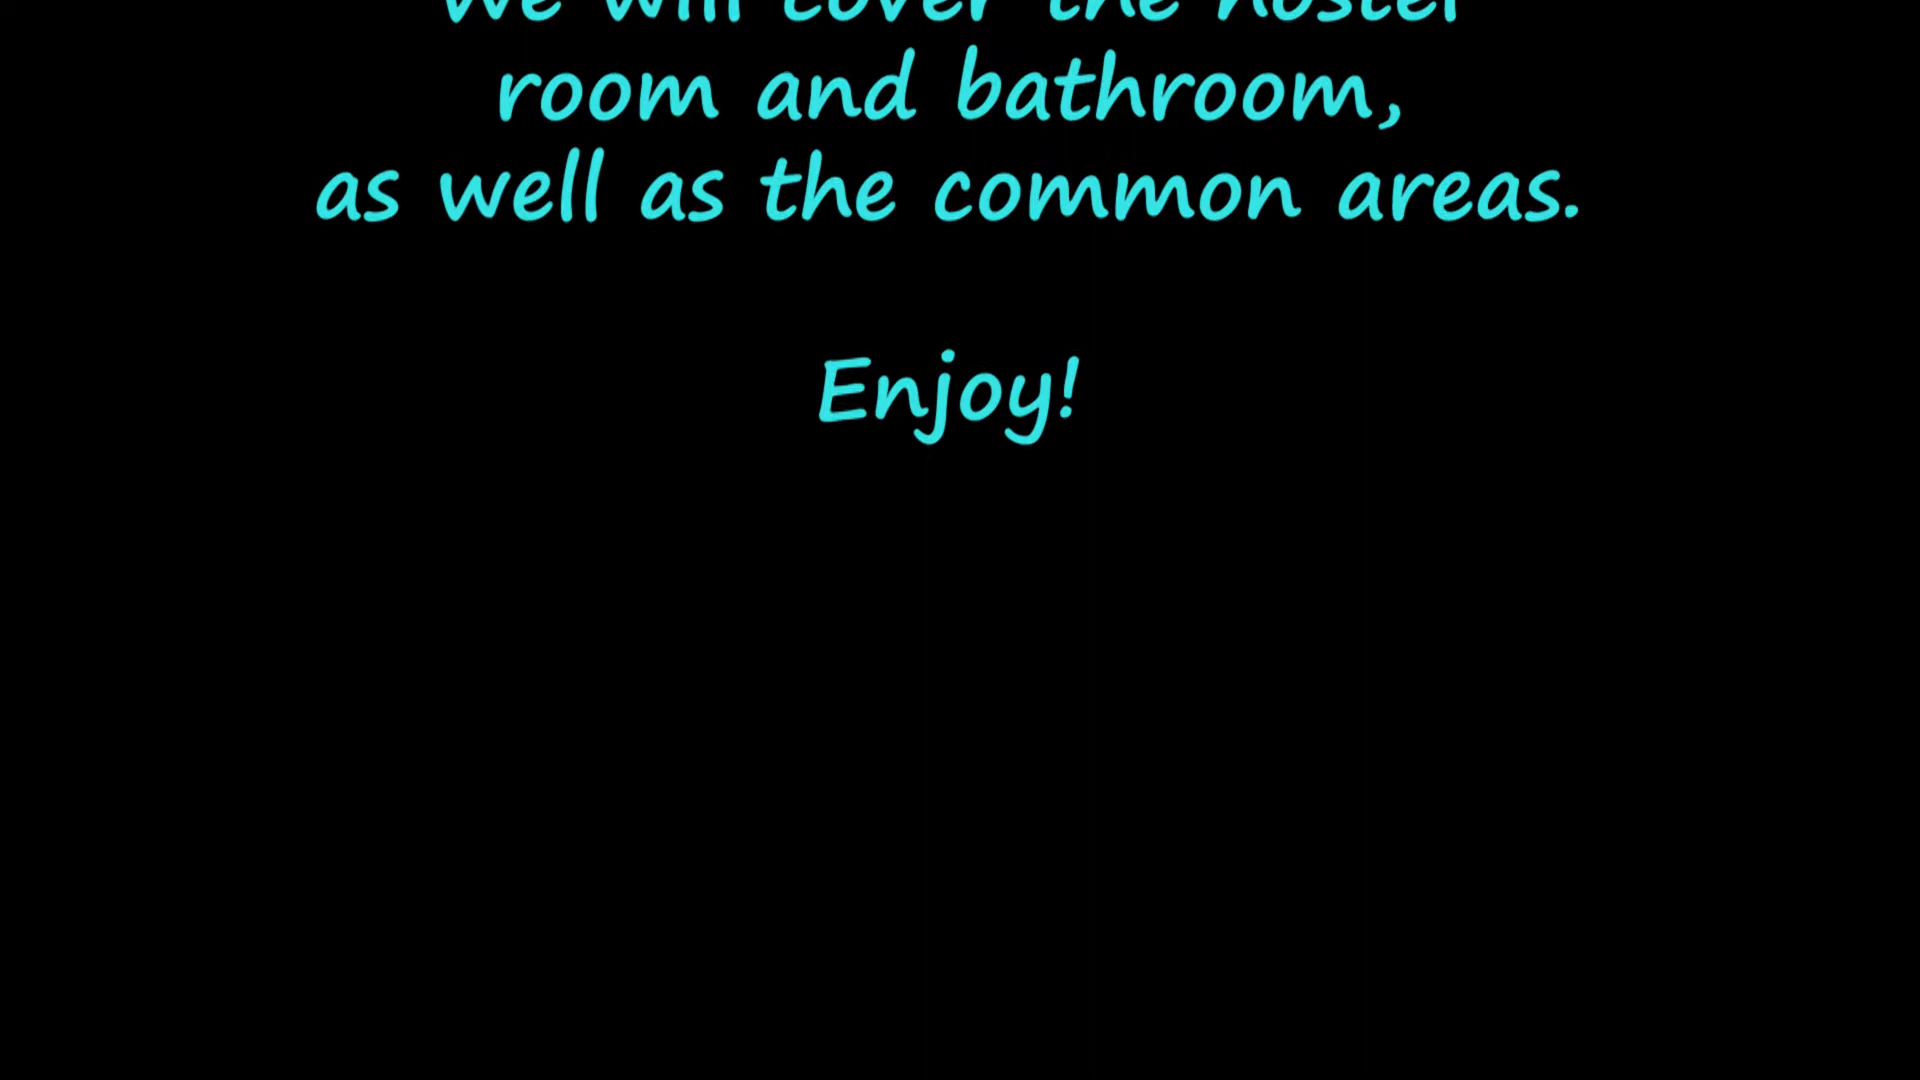 We will cover the hostel
room and bathroom,
as well as the common areas.
Enjoy!